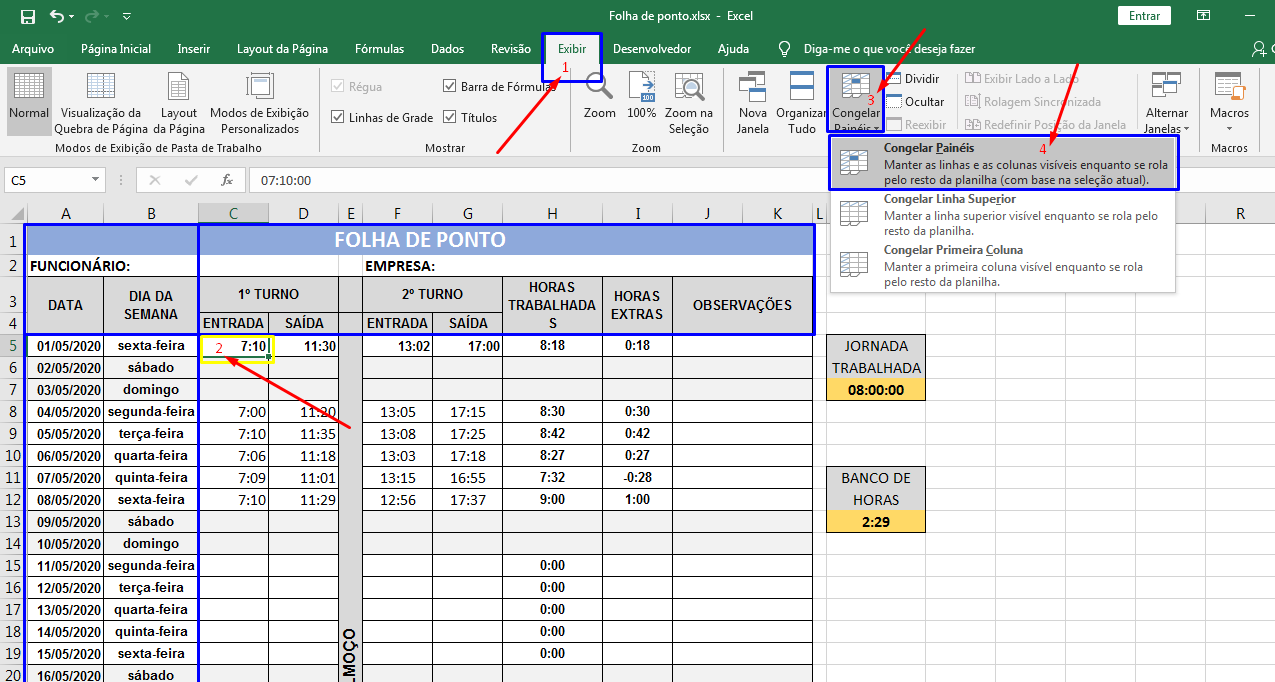 Folha de ponto.xlsx - Excel
Entrar
Arquivo Página Inicial Inserir Layout da Página Fórmulas Dados Revisão Exibir Desenvolvedor Ajuda Diga-me o que você deseja fazer
1
Normal
Visualização da
Quebra de Página
Layout
da Página
Modos de Exibição
Personalizados
Modos de Exibição de Pasta de Trabalho
Régua
Barra de Fórmulas
Linhas de Grade
Títulos
Mostrar
Zoom
100
100%
Zoom na
Seleção
Zoom
Nova
Janela
Organizar
Tudo
3
Congelar
Painéis
Dividir
Ocultar
Reexibir
Exibir Lado a Lado
Rolagem Sincronizada
Redefinir Posição da Janela
Alternar
Janelas
Macros
Macros
4
Congelar Painéis
Manter as linhas e as colunas visíveis enquanto se rola
pelo resto da planilha (com base na seleção atual).
Congelar Linha Superior
Manter a linha superior visível enquanto se rola pelo
resto da planilha.
Congelar Primeira Coluna
Manter a primeira coluna visível enquanto se rola
pelo resto da planilha.
C5 fx 07:10:00
A B C D E F G H I J K L R
1 FOLHA DE PONTO
2 FUNCIONÁRIO: EMPRESA:
3 DATA DIA DA SEMANA 1º TURNO 2º TURNO HORAS TRABALHADAS HORAS EXTRAS OBSERVAÇÕES
4 ENTRADA SAÍDA ENTRADA SAÍDA
5 01/05/2020 sexta-feira 2 7:10 11:30 13:02 17:00 8:18 0:18
6 02/05/2020 sábado
7 03/05/2020 domingo
8 04/05/2020 segunda-feira 7:00 11:20 13:05 17:15 8:30 0:30
9 05/05/2020 terça-feira 7:10 11:35 13:08 17:25 8:42 0:42
10 06/05/2020 quarta-feira 7:06 11:18 13:03 17:18 8:27 0:27
11 07/05/2020 quinta-feira 7:09 11:01 13:15 16:55 7:32 -0:28
12 08/05/2020 sexta-feira 7:10 11:29 12:56 17:37 9:00 1:00
13 09/05/2020 sábado
14 10/05/2020 domingo
15 11/05/2020 segunda-feira 0:00
16 12/05/2020 terça-feira 0:00
17 13/05/2020 quarta-feira 0:00
18 14/05/2020 quinta-feira 0:00
19 15/05/2020 sexta-feira 0:00
20 16/05/2020 sábado
LMOÇO
JORNADA
TRABALHADA
08:00:00
BANCO DE
HORAS
2:29